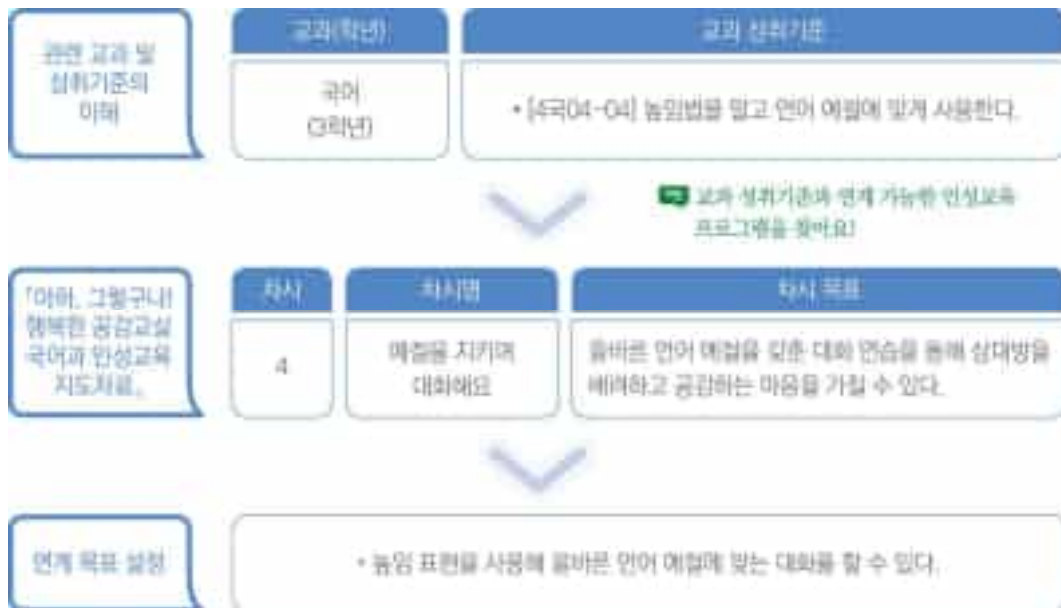 관련 교과 및
성취기준의
이해
교과(학년)
교과 성취기준
국어
(3학년)
• [4국04-04] 높임법을 알고 언어 예절에 맞게 사용한다.
교과 성취기준과 연계 가능한 인성교육
프로그램을 찾아요!
「아하, 그렇구나!
행복한 공감교실
국어과 인성교육
지도자료」
차시
차시명
차시 목표
4
예절을 지키며
대화해요
올바른 언어 예절을 갖춘 대화 연습을 통해 상대방을
배려하고 공감하는 마음을 가질 수 있다.
연계 목표 설정
• 높임 표현을 사용해 올바른 언어 예절에 맞는 대화를 할 수 있다.